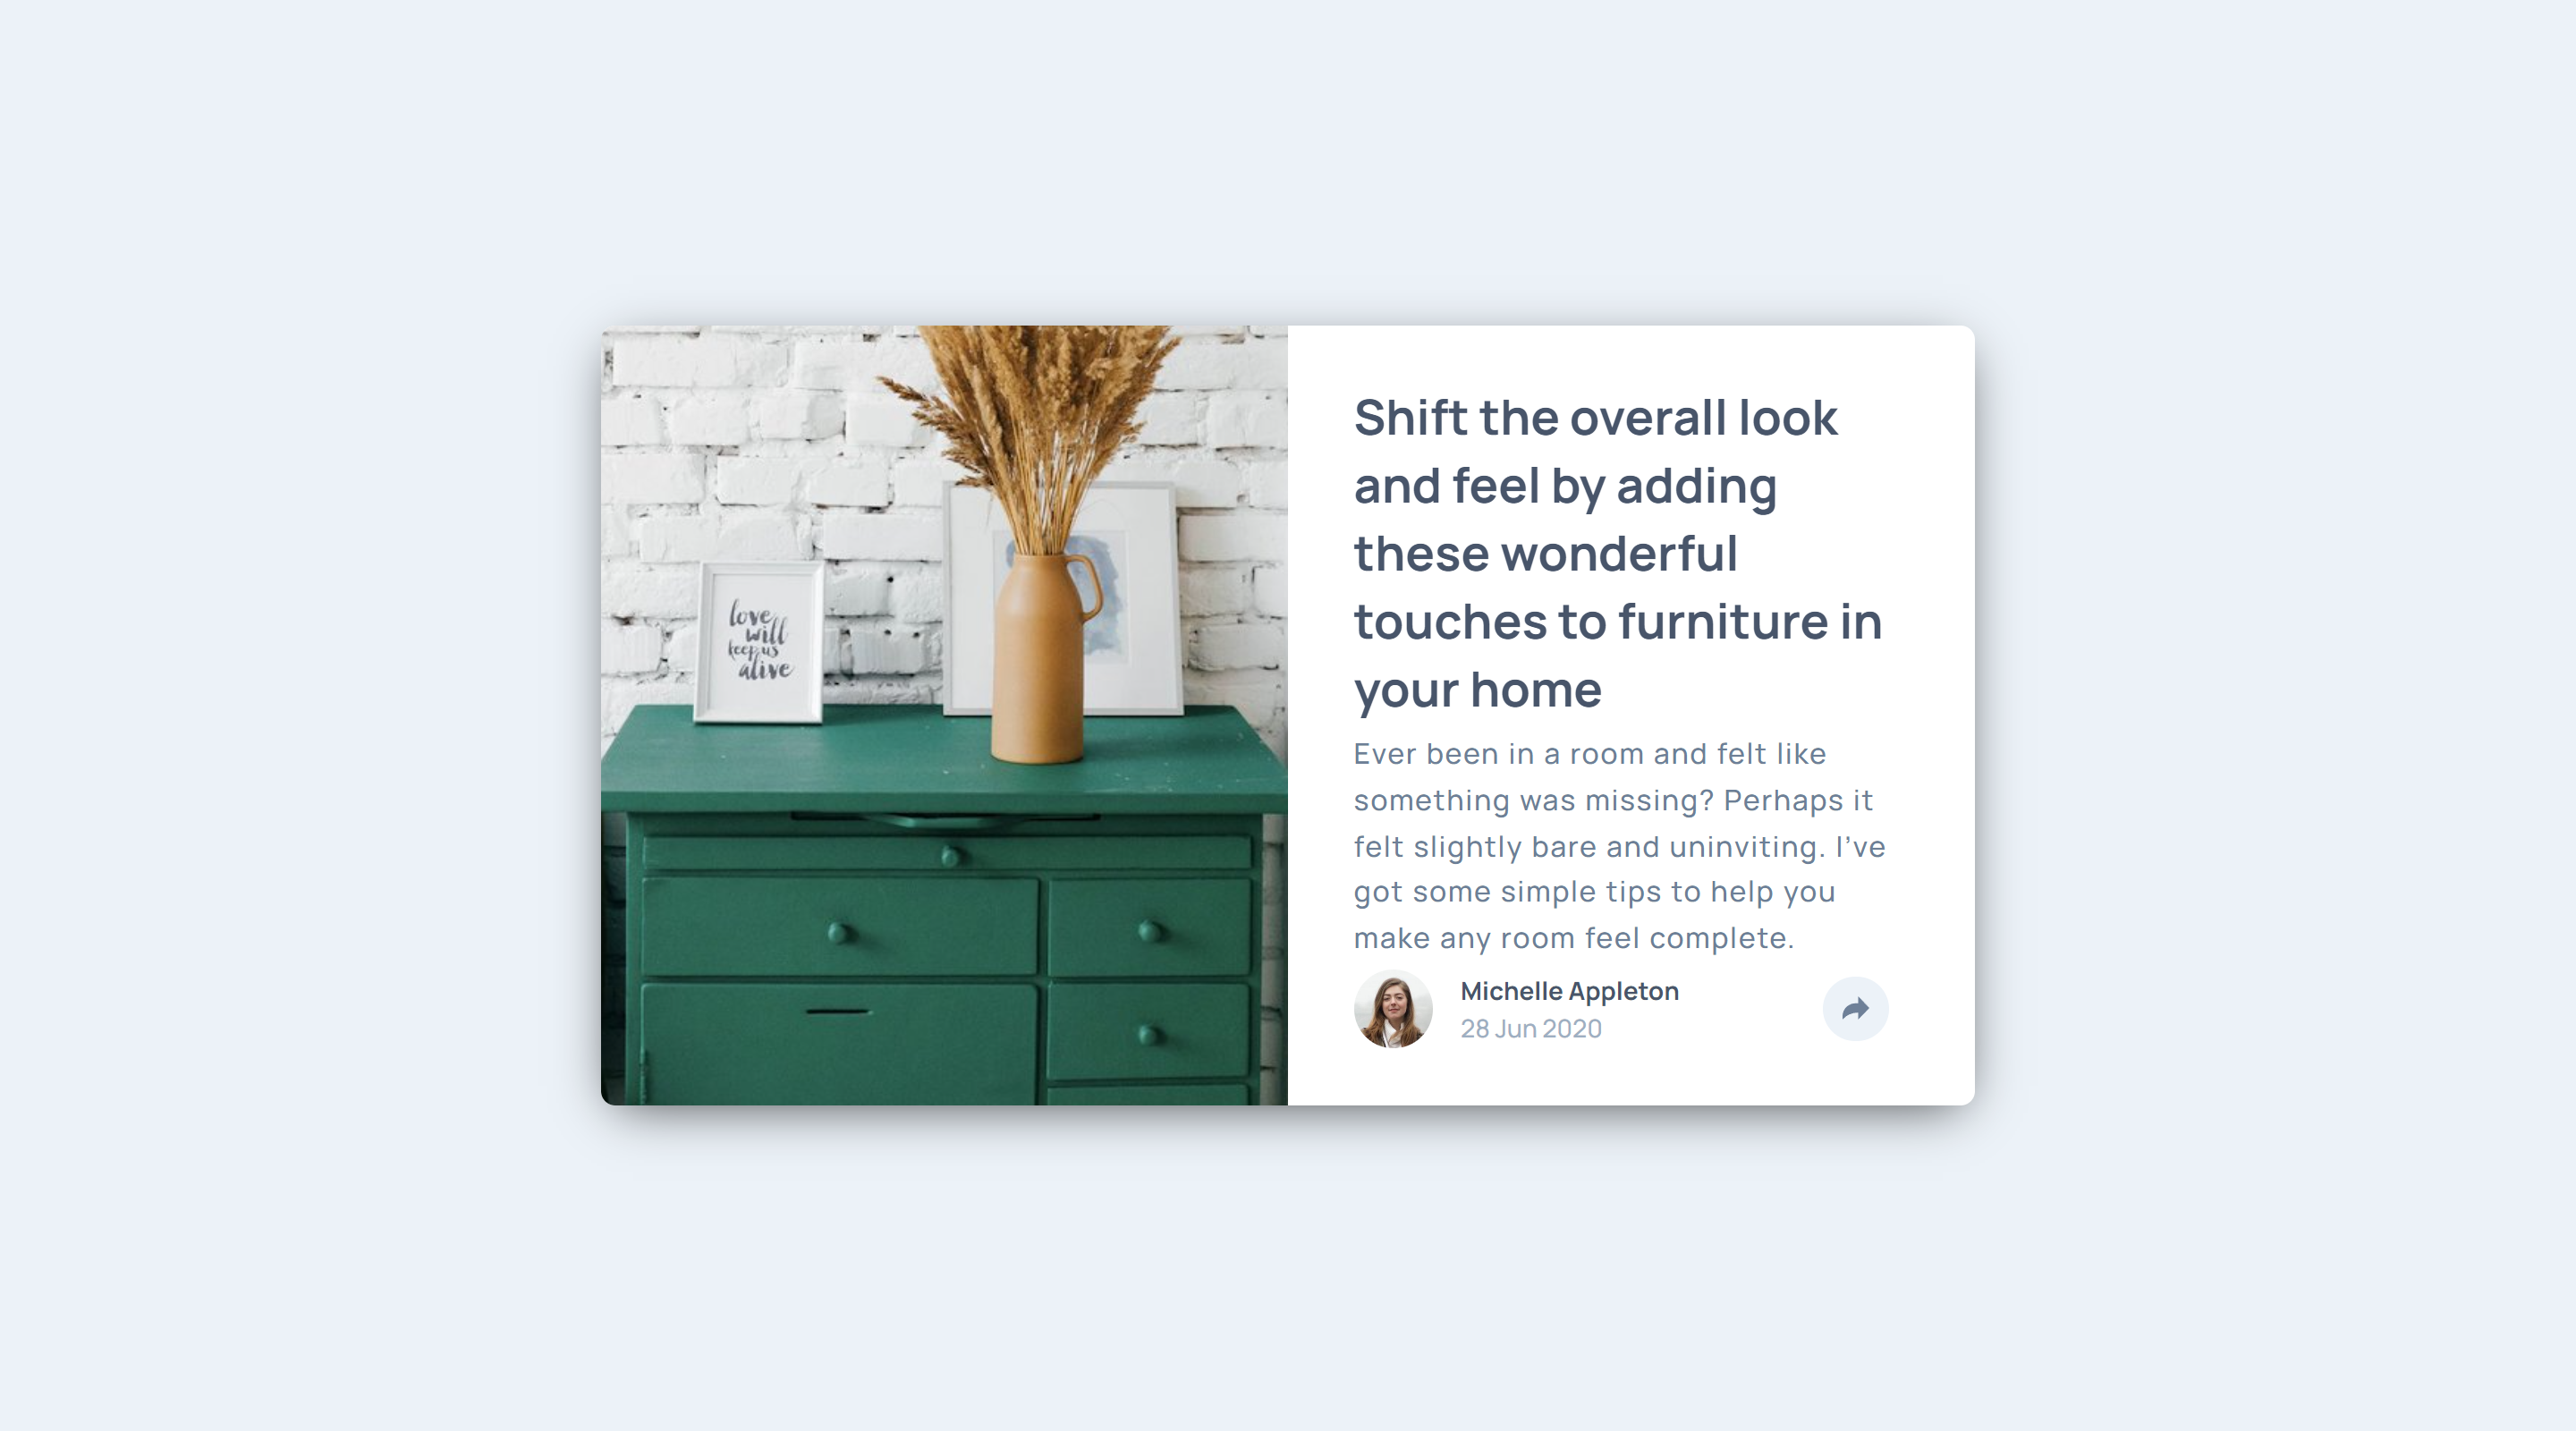 love
will
keep us
alive
Shift the overall look
and feel by adding
these wonderful
touches to furniture in
your home
Ever been in a room and felt like
something was missing? Perhaps it
felt slightly bare and uninviting. I’ve
got some simple tips to help you
make any room feel complete.
Michelle Appleton
28 Jun 2020